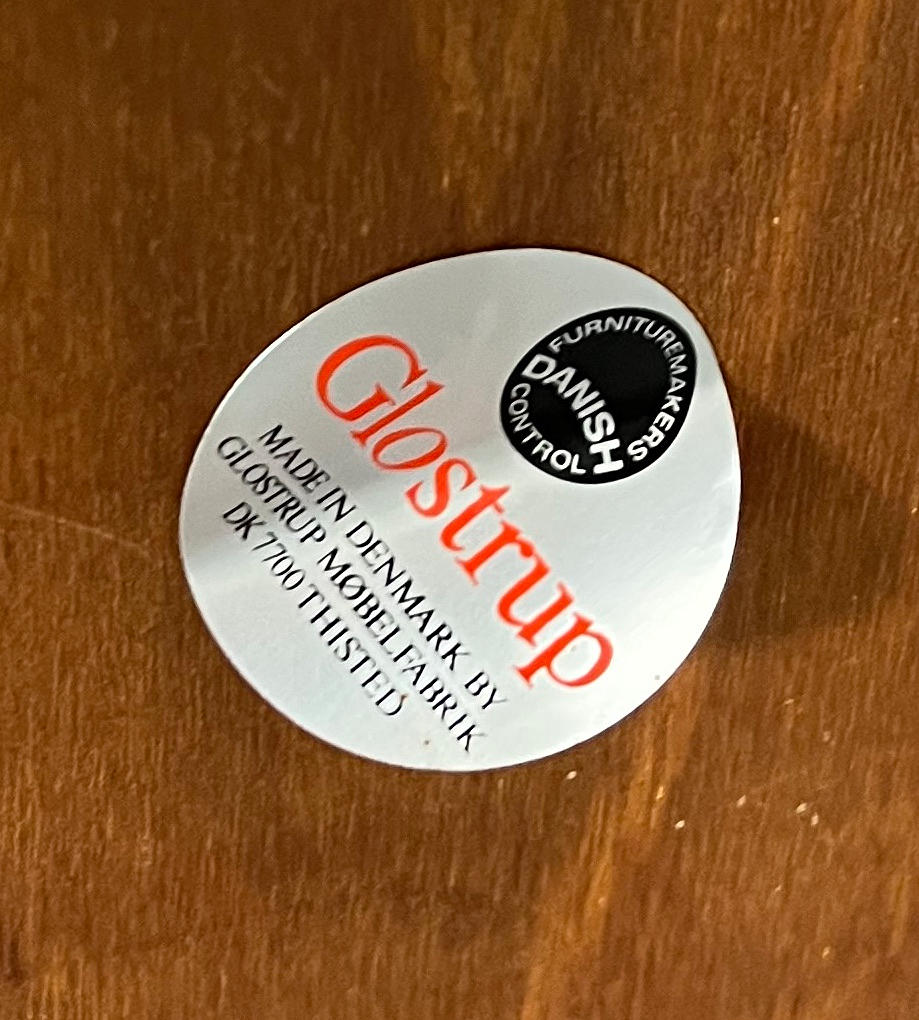 FURNITUREMAKERS
DANISH
CONTROL
Glostrup
MADE IN DENMARK BY
GLOSTRUP MØBELFABRIK
DK 7700 THISTED